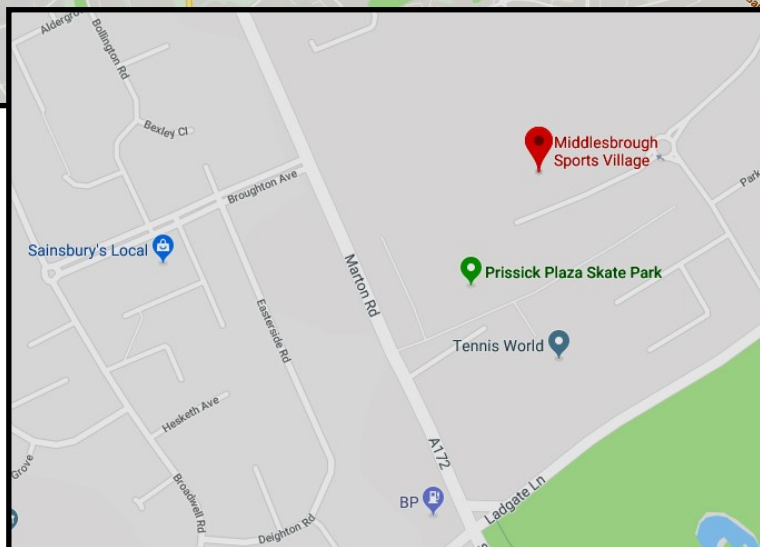 Aldergro
Bollington Rd
Bexley Cl
Middlesbrough
Sports Village
Park
Broughton Ave
Sainsbury's Local
Marton Rd
Prissick Plaza Skate Park
Easterside Rd
Tennis World
Hesketh Ave
A172
Grove
Broadwell Rd
BP
Ladgate Ln
Deighton Rd